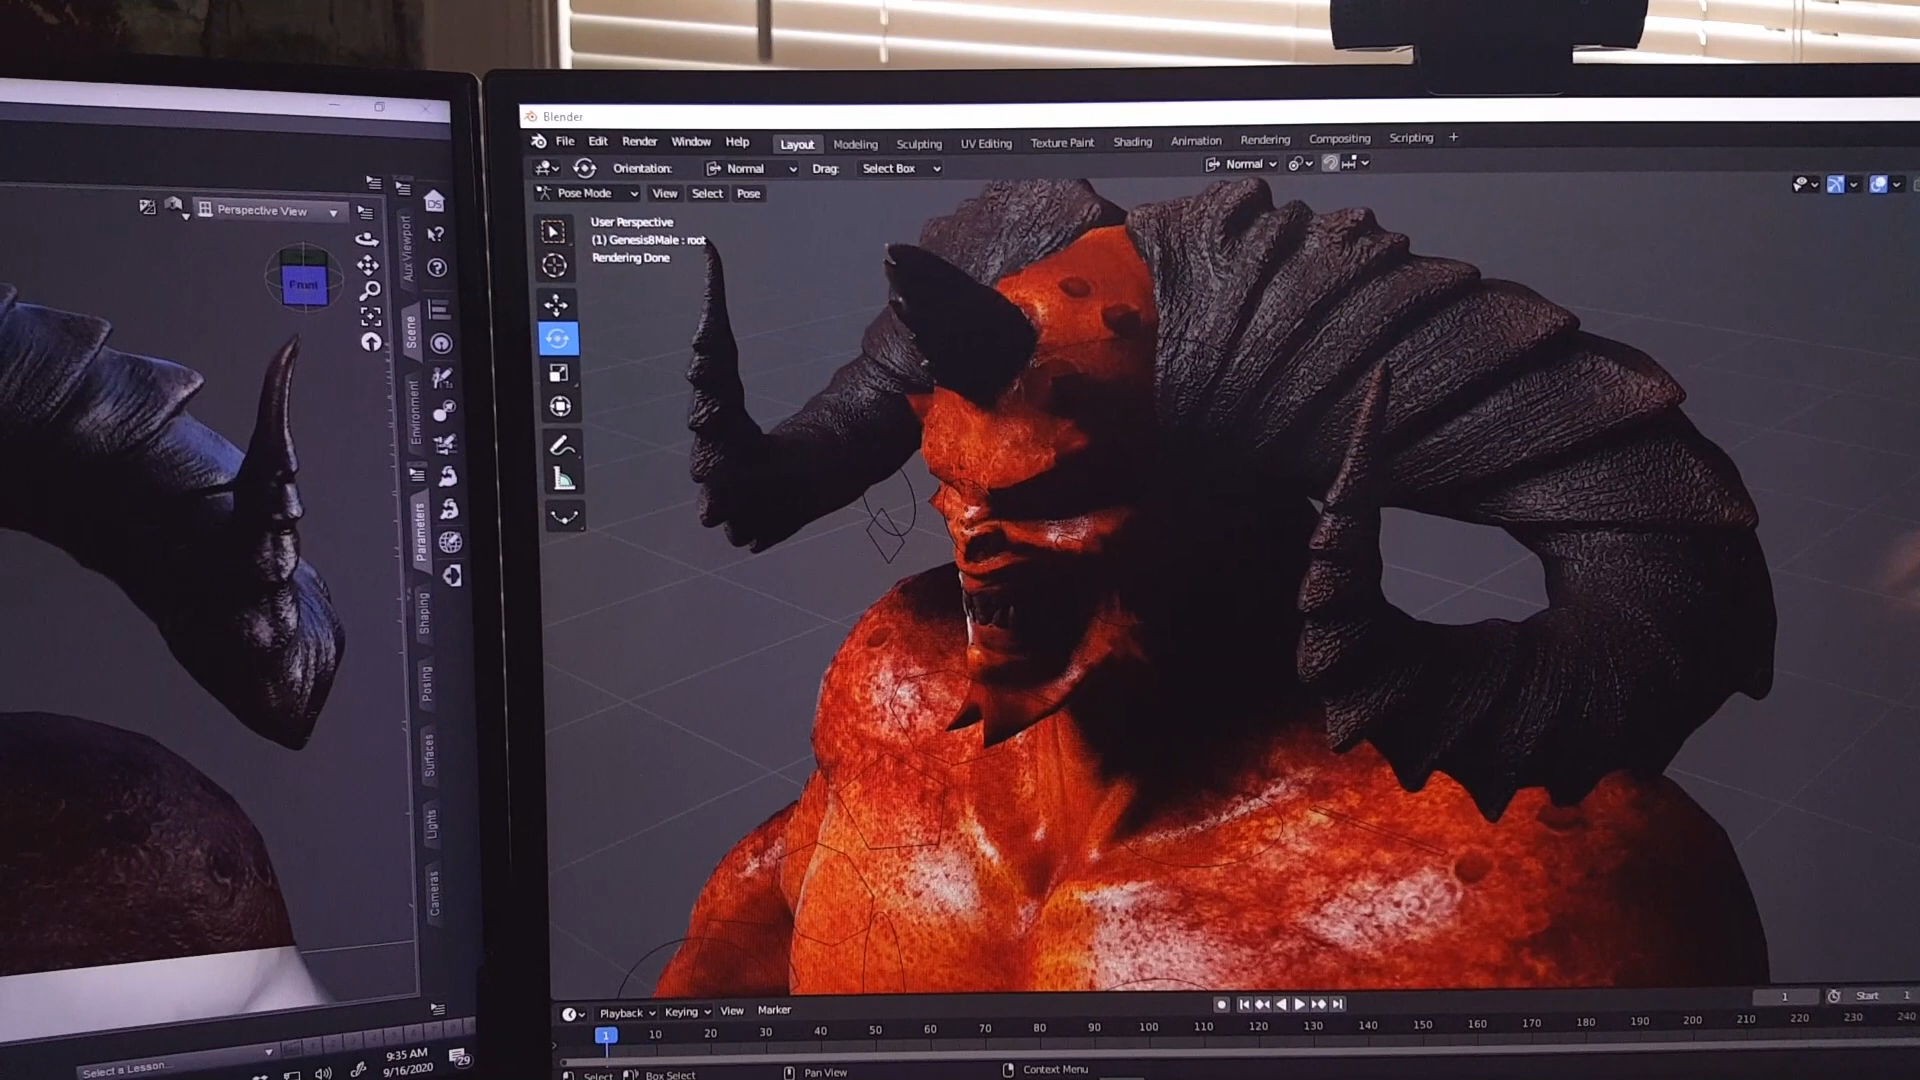 Perspective View
Front
DS
Aux Viewport
Scene
Environment
Parameters
Shaping
Posing
Surfaces
Lights
Cameras
Select a Lesson...
9:35 AM
9/16/2020
29
Blender
File Edit Render Window Help
Layout Modeling Sculpting UV Editing Texture Paint Shading Animation Rendering Compositing Scripting +
Orientation: Normal Drag: Select Box Normal
Pose Mode View Select Pose
User Perspective
(1) Genesis8Male : root
Rendering Done
Playback Keying View Marker
1 Start 1
1 10 20 30 40 50 60 70 80 90 100 110 120 130 140 150 160 170 180 190 200 210 220 230 240
Select Box Select Pan View Context Menu